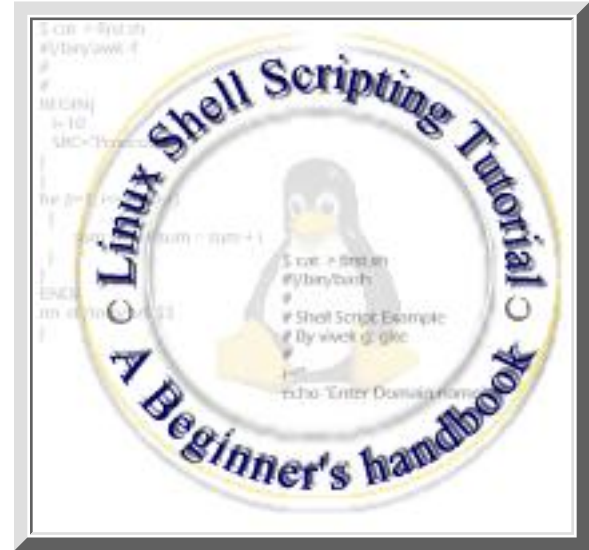 Linux Shell Scripting Tutorial
A Beginner's handbook
$ cat > first.sh
#!/bin/awk -f
#
#
BEGIN{
i=10
$ cat > first.sh
#!/bin/bash
#
# Shell Script Example
# By vivek g. gite
#
echo "Enter Domain name